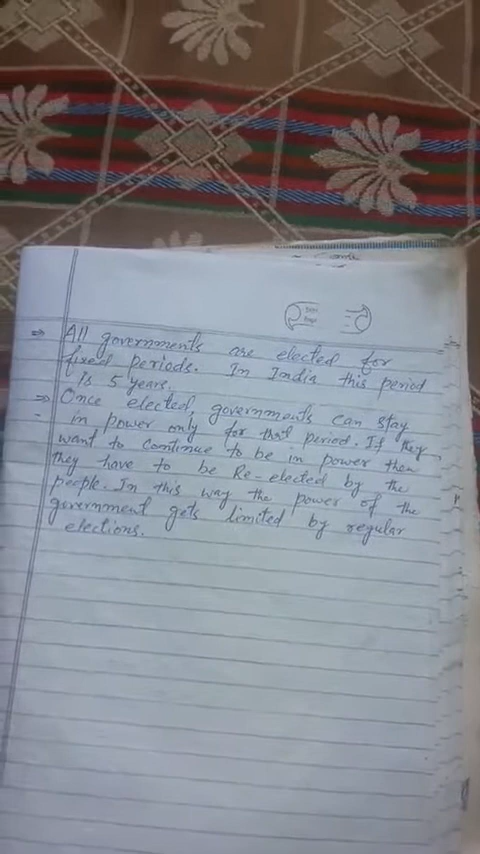 ⇒ All governments are elected for
fixed periods. In India this period
is 5 years.
⇒ Once elected, governments can stay
in power only for that period. If they
want to continue to be in power then
they have to be Re-elected by the
people. In this way the power of the
government gets limited by regular
elections.